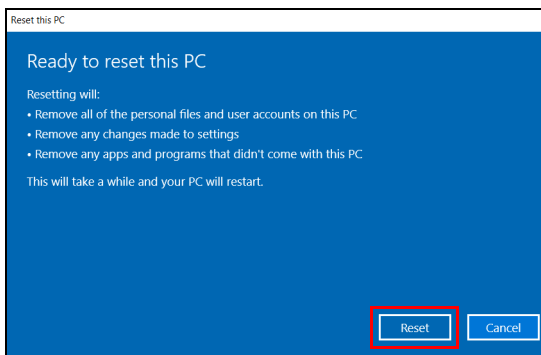 Reset this PC
Ready to reset this PC
Resetting will:
• Remove all of the personal files and user accounts on this PC
• Remove any changes made to settings
• Remove any apps and programs that didn't come with this PC
This will take a while and your PC will restart.
Reset
Cancel